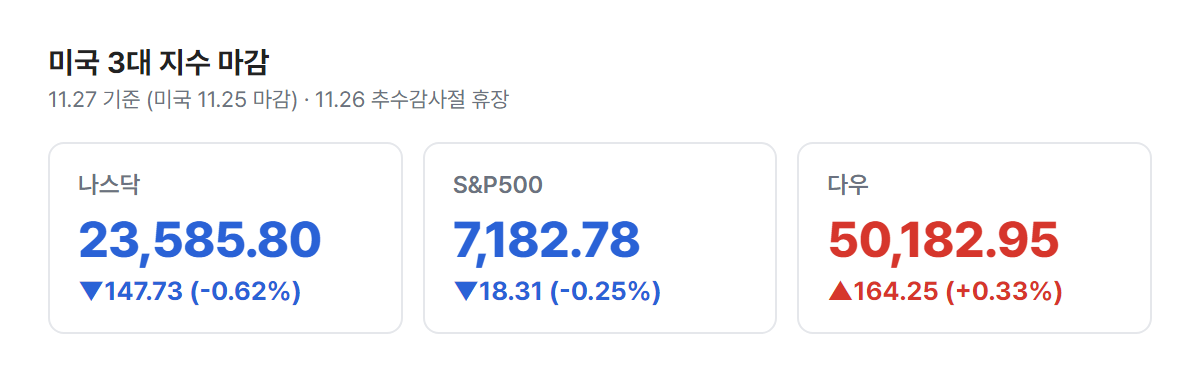 미국 3대 지수 마감
11.27 기준 (미국 11.25 마감) · 11.26 추수감사절 휴장
나스닥
23,585.80
▼147.73 (-0.62%)
S&P500
7,182.78
▼18.31 (-0.25%)
다우
50,182.95
▲164.25 (+0.33%)